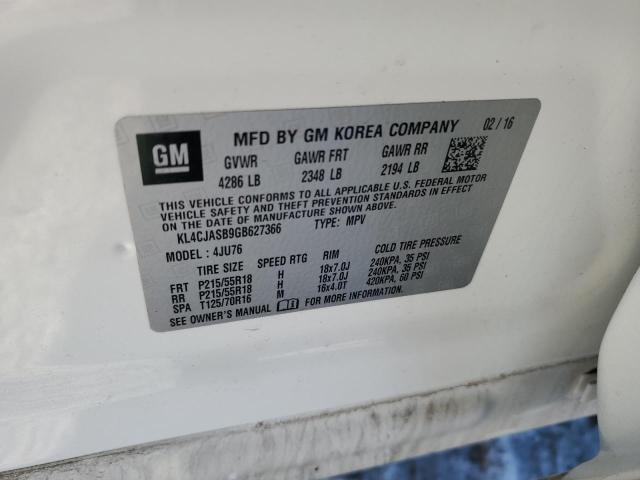 GM
MFD BY GM KOREA COMPANY
02/16
GVWR GAWR FRT GAWR RR
4286 LB 2348 LB 2194 LB
THIS VEHICLE CONFORMS TO ALL APPLICABLE U.S. FEDERAL MOTOR
VEHICLE SAFETY AND THEFT PREVENTION STANDARDS IN EFFECT
ON THE DATE OF MANUFACTURE SHOWN ABOVE.
KL4CJASB9GB627366 TYPE: MPV
MODEL: 4JU76
TIRE SIZE SPEED RTG RIM COLD TIRE PRESSURE
FRT P215/55R18 H 18x7.0J 240KPA, 35 PSI
RR P215/55R18 H 18x7.0J 240KPA, 35 PSI
SPA T125/70R16 M 16x4.0T 420KPA, 60 PSI
SEE OWNER'S MANUAL FOR MORE INFORMATION.